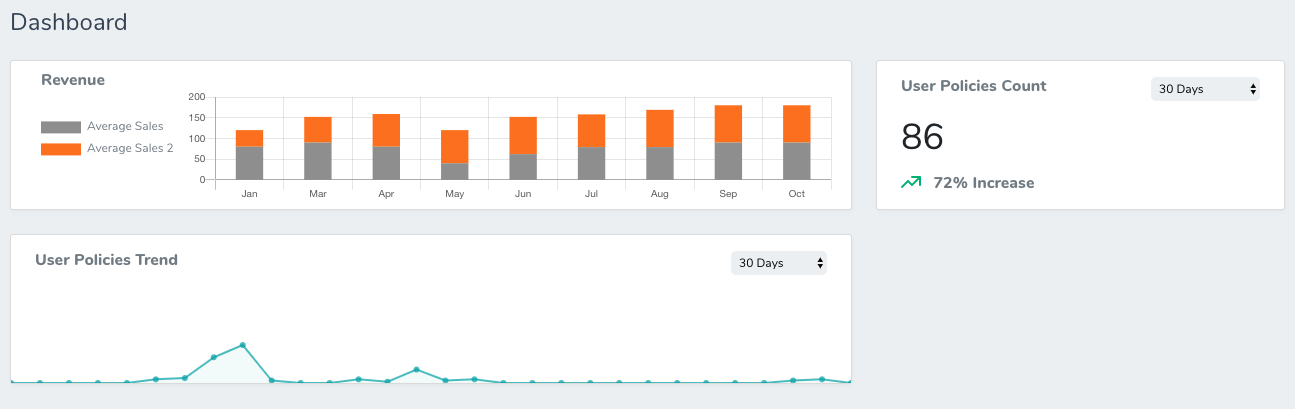 Dashboard
Revenue
Average Sales
Average Sales 2
200
150
100
50
0
Jan Mar Apr May Jun Jul Aug Sep Oct
User Policies Count
30 Days
86
72% Increase
User Policies Trend
30 Days